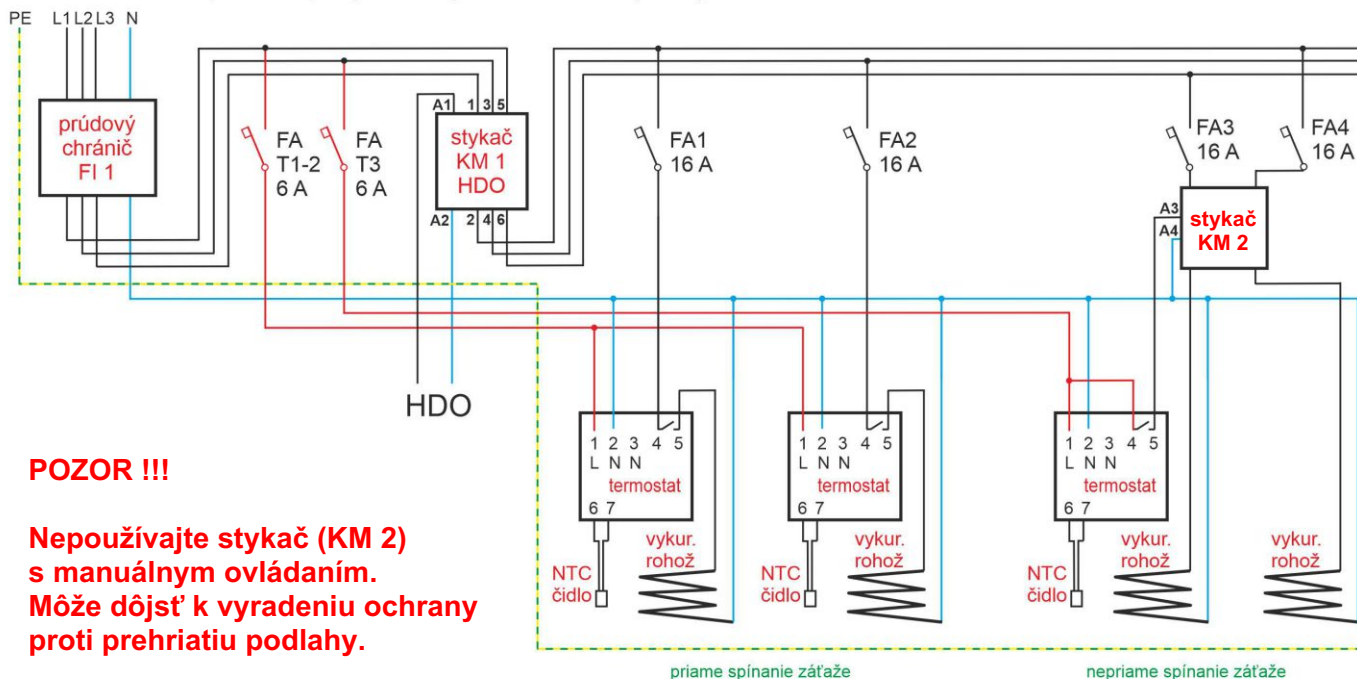 PE L1 L2 L3 N
prúdový
chránič
FI 1
FA
T1-2
6 A
FA
T3
6 A
A1 1 3 5
stykač
KM 1
HDO
A2 2 4 6
HDO
FA1
16 A
FA2
16 A
FA3
16 A
FA4
16 A
A3
A4
stykač
KM 2
1 2 3 4 5
L N N
termostat
6 7
NTC
čidlo
vykur.
rohož
1 2 3 4 5
L N N
termostat
6 7
NTC
čidlo
vykur.
rohož
1 2 3 4 5
L N N
termostat
6 7
NTC
čidlo
vykur.
rohož
vykur.
rohož
POZOR !!!
Nepoužívajte stykač (KM 2)
s manuálnym ovládaním.
Môže dôjsť k vyradeniu ochrany
proti prehriatiu podlahy.
priame spínanie záťaže
nepriame spínanie záťaže